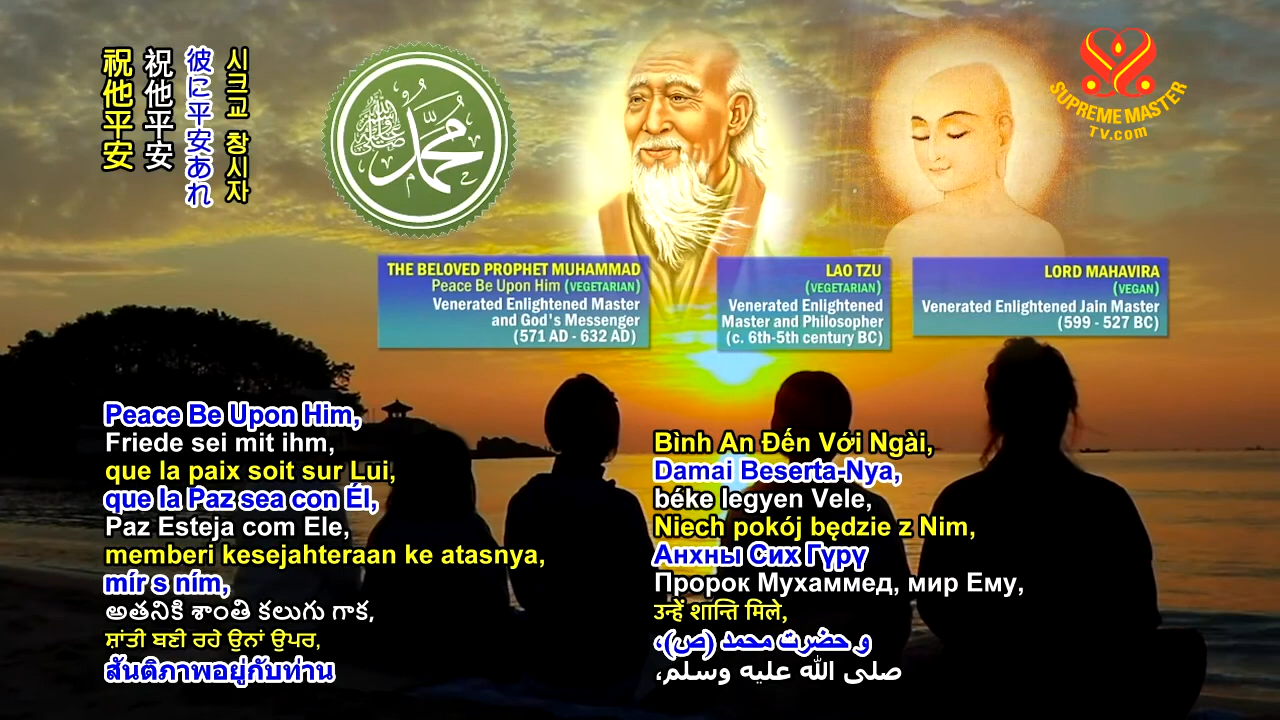 祝他平安
祝他平安
彼に平安あれ
시크교 창시자
محمد
صلى الله عليه وسلم
SUPREME MASTER
TV.com
THE BELOVED PROPHET MUHAMMAD
Peace Be Upon Him (VEGETARIAN)
Venerated Enlightened Master
and God's Messenger
(571 AD - 632 AD)
LAO TZU
(VEGETARIAN)
Venerated Enlightened
Master and Philosopher
(c. 6th-5th century BC)
LORD MAHAVIRA
(VEGAN)
Venerated Enlightened Jain Master
(599 - 527 BC)
Peace Be Upon Him,
Friede sei mit ihm,
que la paix soit sur Lui,
que la Paz sea con Él,
Paz Esteja com Ele,
memberi kesejahteraan ke atasnya,
mír s ním,
అతనికి శాంతి కలుగు గాక,
ਸ਼ਾਂਤੀ ਬਣੀ ਰਹੇ ਉਨਾਂ ਉਪਰ,
สันติภาพอยู่กับท่าน
Bình An Đến Với Ngài,
Damai Beserta-Nya,
béke legyen Vele,
Niech pokój będzie z Nim,
Анхны Сих Гүрү
Пророк Мухаммед, мир Ему,
उन्हें शान्ति मिले,
و حضرت محمد (ص)،
صلى الله عليه وسلم،